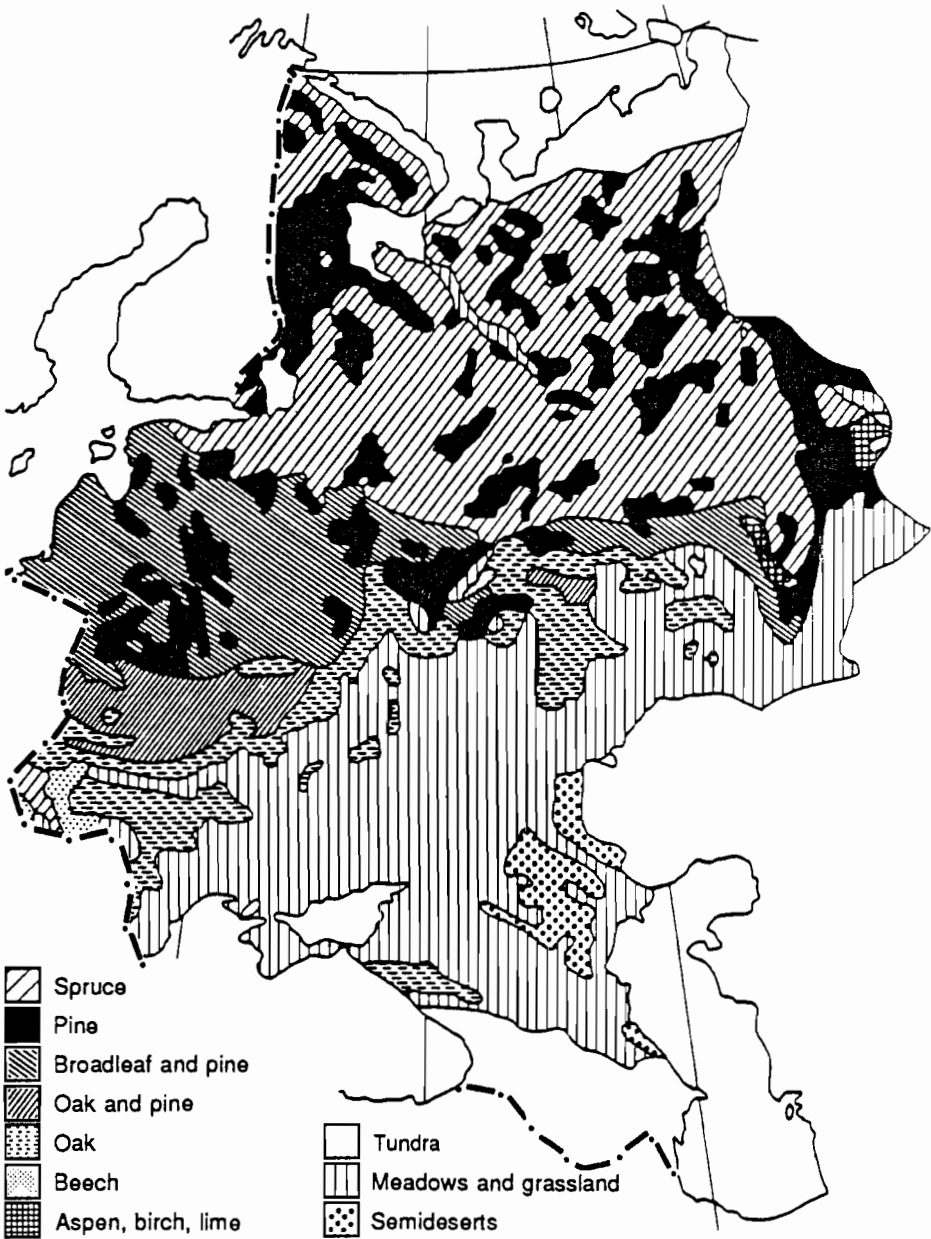 Spruce
Pine
Broadleaf and pine
Oak and pine
Oak
Beech
Aspen, birch, lime
Tundra
Meadows and grassland
Semideserts